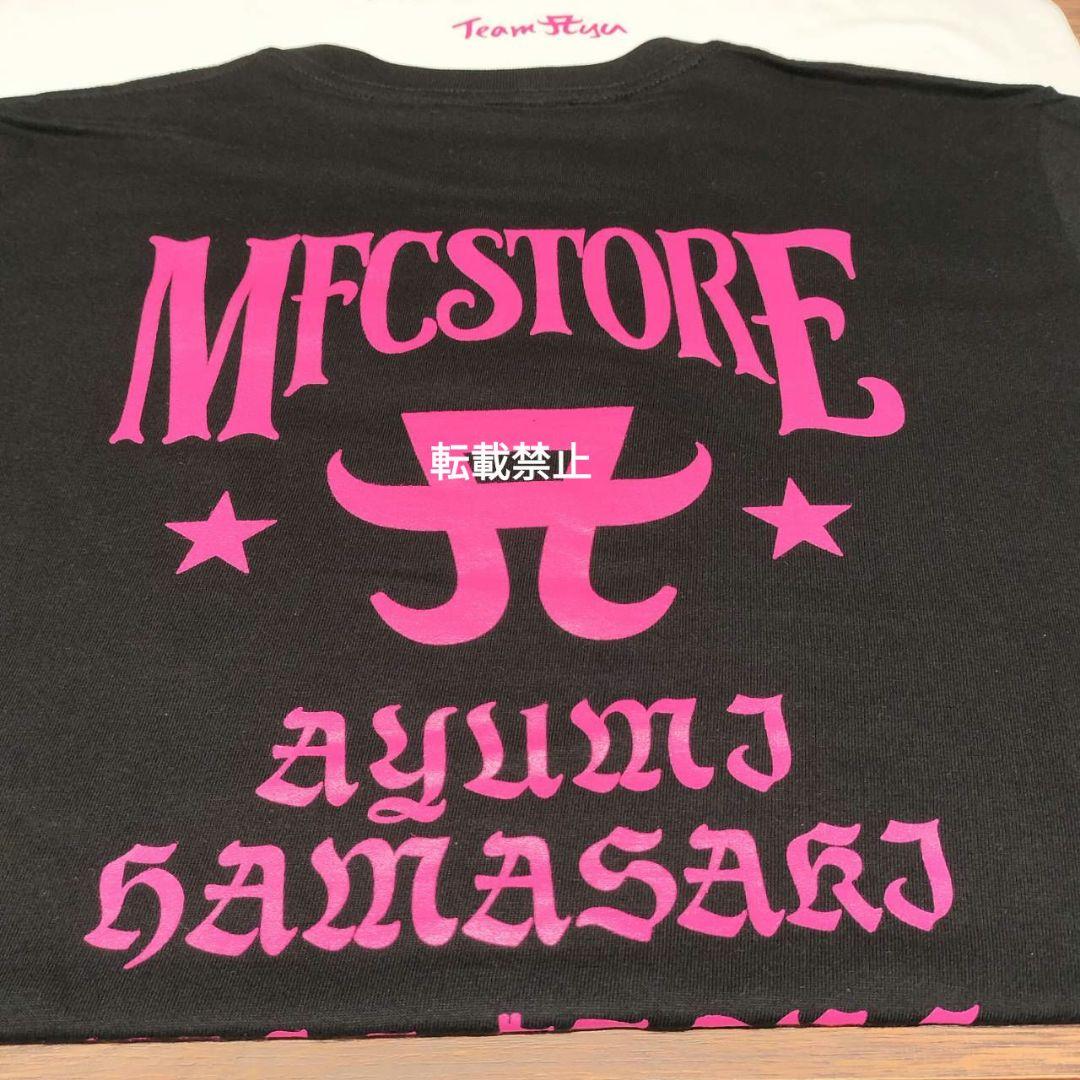 Team Ayu
MFCSTORE
転載禁止
AYUMI
HAMASAKI